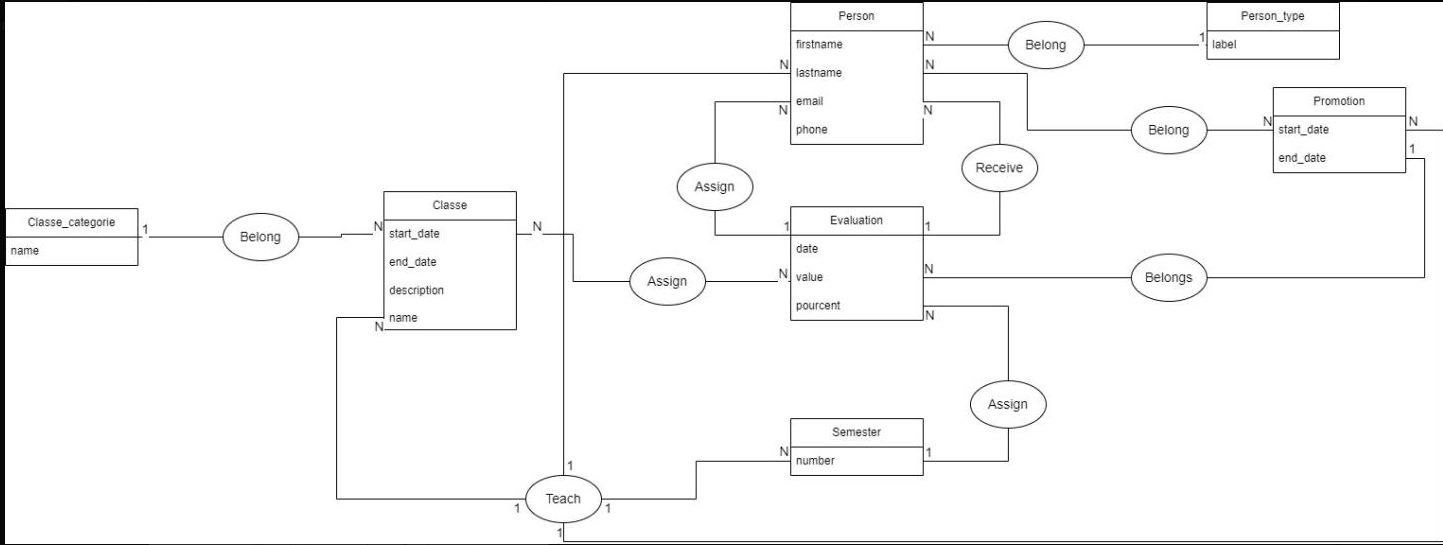 Person
firstname
lastname
email
phone
N
N
N
N
N
Belong
1
Person_type
label
Belong
N
Promotion
start_date
end_date
N
1
Assign
Receive
Classe_categorie
name
1
Belong
N
Classe
start_date
end_date
description
name
N
N
Assign
N
1
Evaluation
date
value
pourcent
1
N
N
Belongs
Assign
Semester
number
N
1
1
Teach
1
1
1